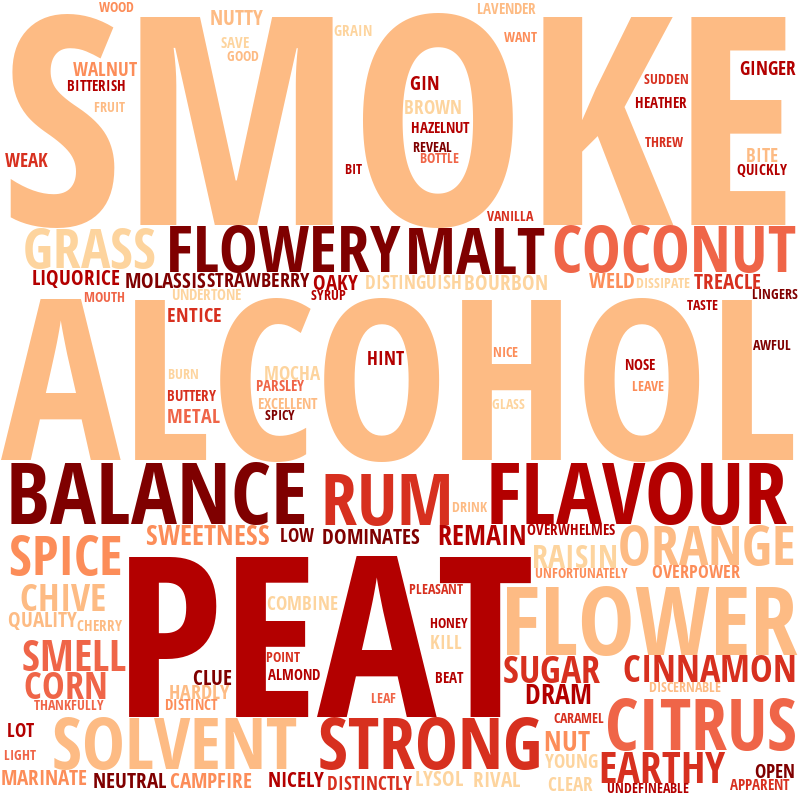 WOOD
NUTTY
LAVENDER
SAVE
GRAIN
WANT
GOOD
SMOKE
WALNUT
GIN
SUDDEN
GINGER
BITTERISH
BROWN
HEATHER
FRUIT
HAZELNUT
THREW
REVEAL
BITE
WEAK
BOTTLE
BIT
QUICKLY
VANILLA
GRASS
FLOWERY
MALT
COCONUT
LIQUORICE
MOLASSIS
STRAWBERRY
OAKY
DISTINGUISH
BOURBON
WELD
DISSIPATE
TREACLE
MOUTH
UNDERTONE
SYRUP
LINGERS
TASTE
ENTICE
ALCOHOL
AWFUL
HINT
NICE
NOSE
BURN
MOCHA
PARSLEY
LEAVE
BUTTERY
EXCELLENT
GLASS
METAL
SPICY
BALANCE
RUM
DRINK
FLAVOUR
SWEETNESS
LOW
DOMINATES
REMAIN
OVERWHELMES
SPICE
RAISIN
ORANGE
UNFORTUNATELY
OVERPOWER
PEAT
CHIVE
COMBINE
PLEASANT
QUALITY
CHERRY
HONEY
FLOWER
KILL
SMELL
POINT
CLUE
ALMOND
BEAT
SUGAR
CINNAMON
CORN
HARDLY
DRAM
DISCERNABLE
THANKFULLY
DISTINCT
LEAF
LOT
SOLVENT
STRONG
CARAMEL
CITRUS
LIGHT
NUT
YOUNG
EARTHY
OPEN
MARINATE
NEUTRAL
CAMPFIRE
NICELY
DISTINCTLY
LYSOL
RIVAL
CLEAR
UNDEFINEABLE
APPARENT